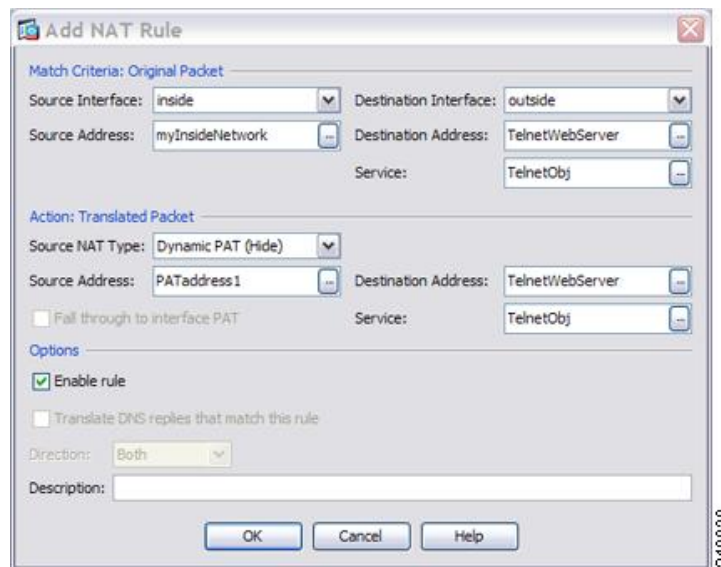 Add NAT Rule
Match Criteria: Original Packet
Source Interface: inside Destination Interface: outside
Source Address: myInsideNetwork ... Destination Address: TelnetWebServer ...
Service: TelnetObj ...
Action: Translated Packet
Source NAT Type: Dynamic PAT (Hide)
Source Address: PATaddress1 ... Destination Address: TelnetWebServer ...
Fall through to interface PAT Service: TelnetObj ...
Options
Enable rule
Translate DNS replies that match this rule
Direction: Both
Description:
OK Cancel Help